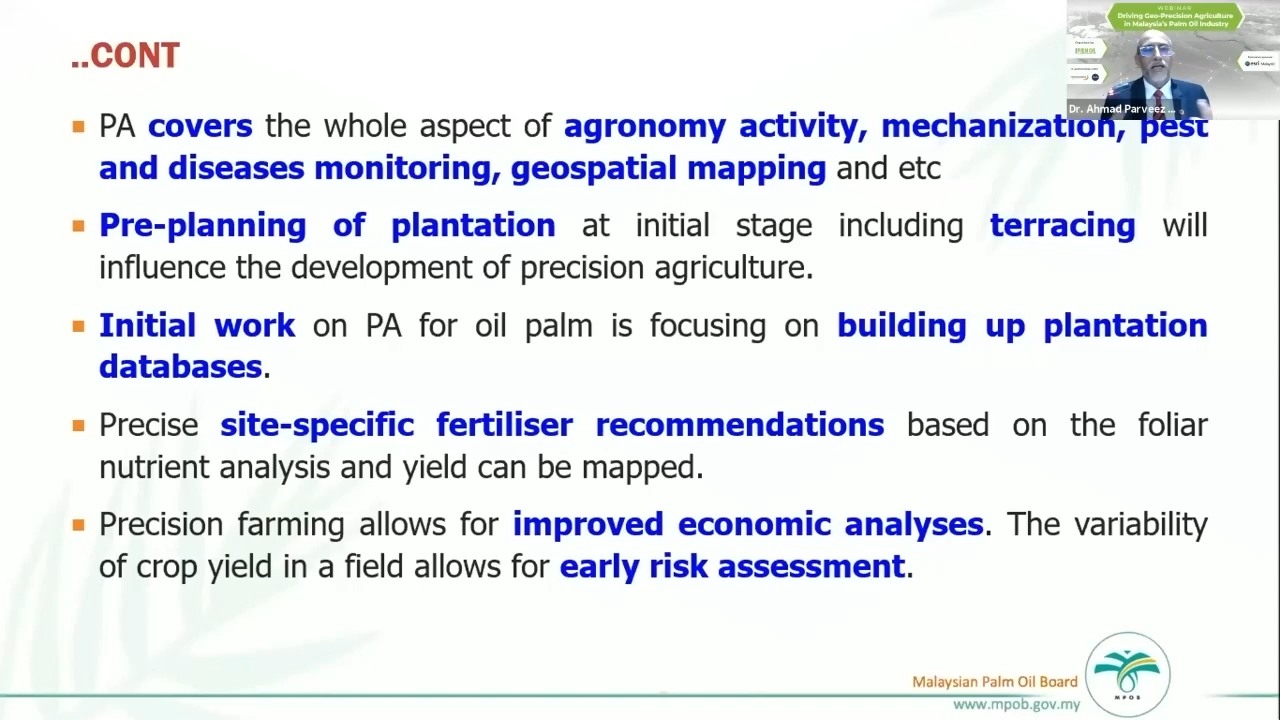 ..CONT
WEBINAR
Driving Geo-Precision Agriculture
in Malaysia's Palm Oil Industry
esri Malaysia
Dr. Ahmad Parveez ...
PA covers the whole aspect of agronomy activity, mechanization, pest
and diseases monitoring, geospatial mapping and etc
Pre-planning of plantation at initial stage including terracing will
influence the development of precision agriculture.
Initial work on PA for oil palm is focusing on building up plantation
databases.
Precise site-specific fertiliser recommendations based on the foliar
nutrient analysis and yield can be mapped.
Precision farming allows for improved economic analyses. The variability
of crop yield in a field allows for early risk assessment.
Malaysian Palm Oil Board
www.mpob.gov.my
MPOB